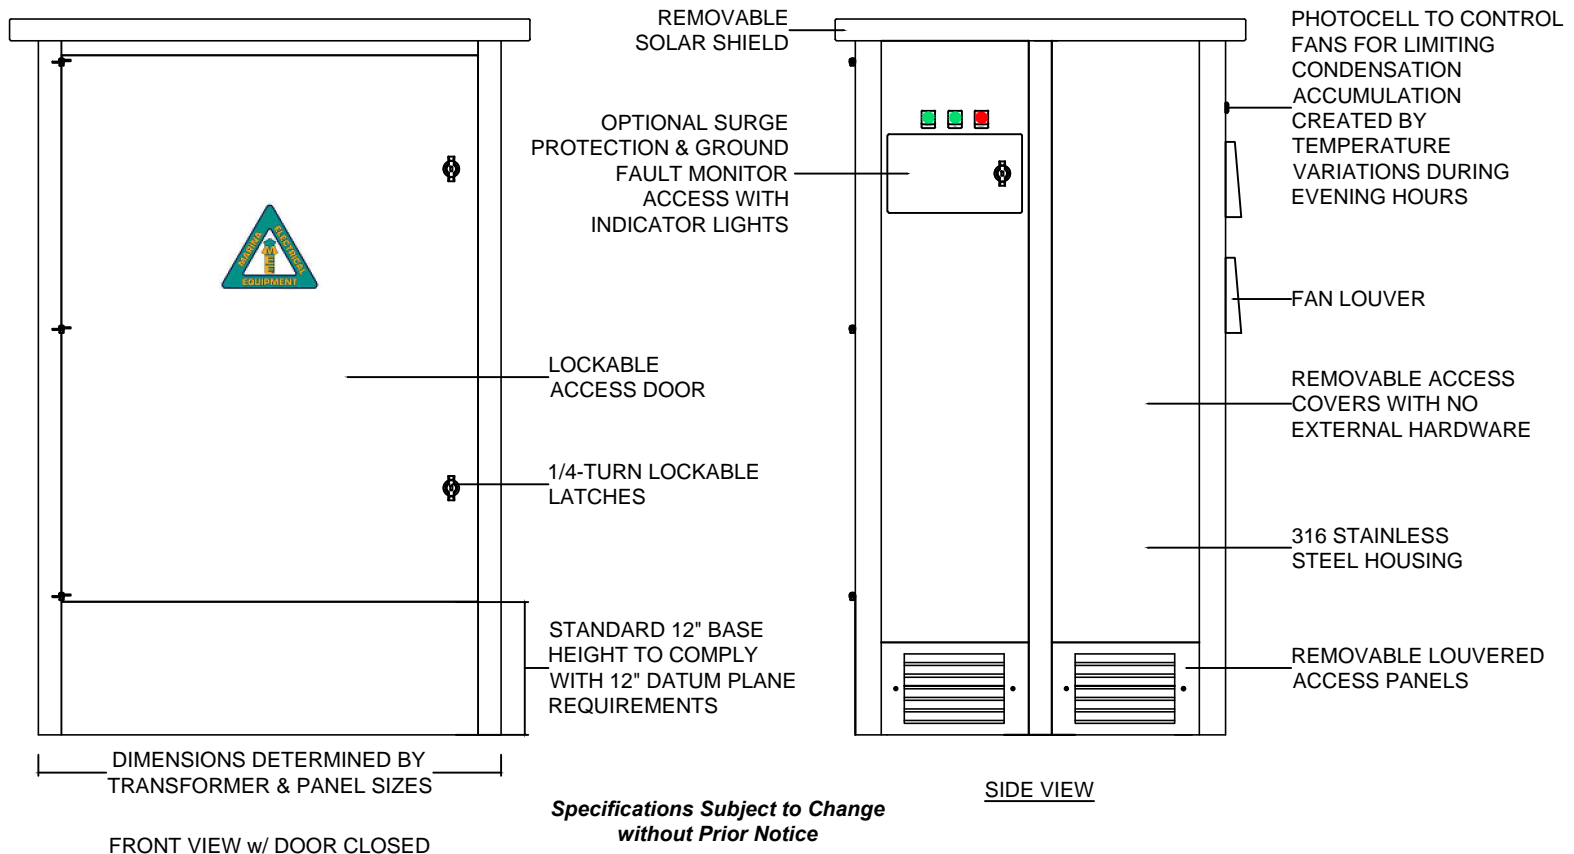 REMOVABLE
SOLAR SHIELD
OPTIONAL SURGE
PROTECTION & GROUND
FAULT MONITOR
ACCESS WITH
INDICATOR LIGHTS
MARINA
ELECTRICAL
EQUIPMENT
MEE
LOCKABLE
ACCESS DOOR
1/4-TURN LOCKABLE
LATCHES
STANDARD 12" BASE
HEIGHT TO COMPLY
WITH 12" DATUM PLANE
REQUIREMENTS
DIMENSIONS DETERMINED BY
TRANSFORMER & PANEL SIZES
FRONT VIEW w/ DOOR CLOSED
Specifications Subject to Change
without Prior Notice
PHOTOCELL TO CONTROL
FANS FOR LIMITING
CONDENSATION
ACCUMULATION
CREATED BY
TEMPERATURE
VARIATIONS DURING
EVENING HOURS
FAN LOUVER
REMOVABLE ACCESS
COVERS WITH NO
EXTERNAL HARDWARE
316 STAINLESS
STEEL HOUSING
REMOVABLE LOUVERED
ACCESS PANELS
SIDE VIEW